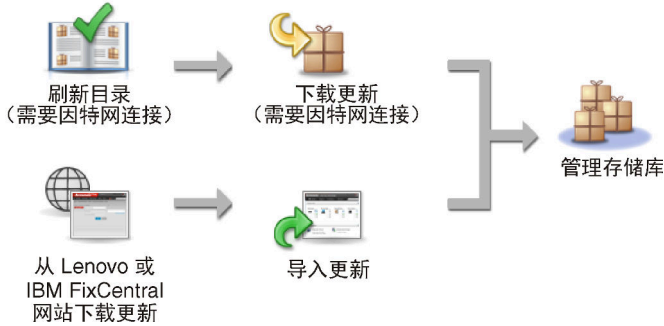 刷新目录
（需要因特网连接）
下载更新
（需要因特网连接）
管理存储库
从 Lenovo 或
IBM FixCentral
网站下载更新
导入更新